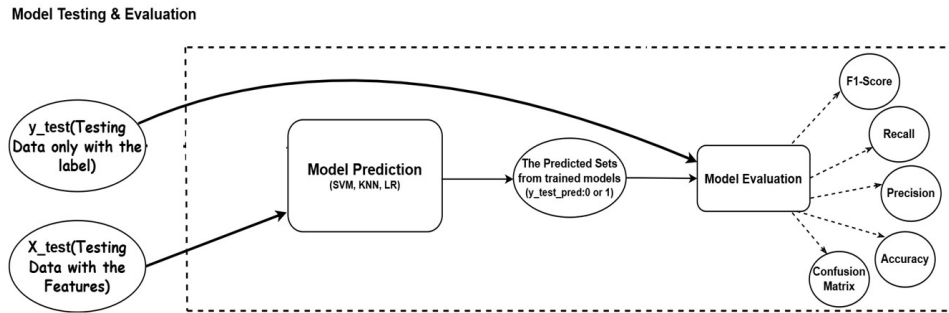 Model Testing & Evaluation
y_test(Testing
Data only with the
label)
X_test(Testing
Data with the
Features)
Model Prediction
(SVM, KNN, LR)
The Predicted Sets
from trained models
(y_test_pred:0 or 1)
Model Evaluation
F1-Score
Recall
Precision
Accuracy
Confusion
Matrix